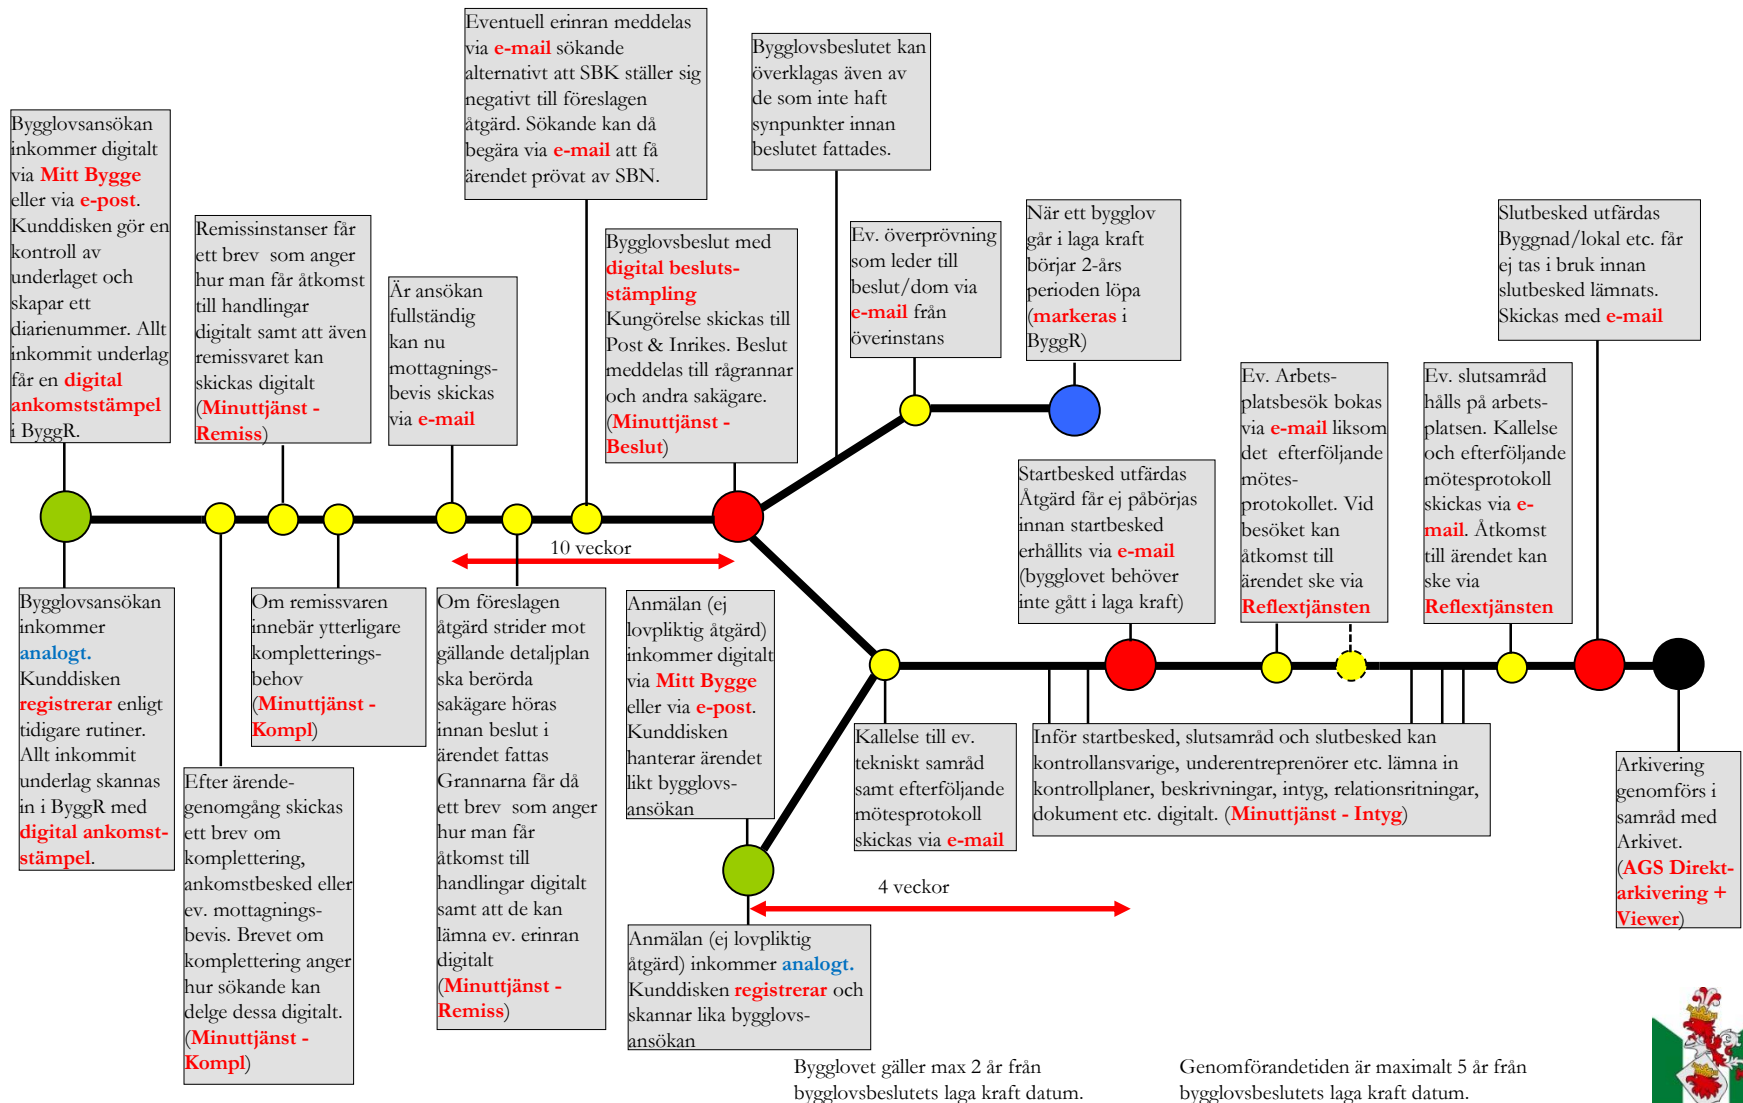 Eventuell erinran meddelas
via e-mail sökande
alternativt att SBK ställer sig
negativt till föreslagen
åtgärd. Sökande kan då
begära via e-mail att få
ärendet prövat av SBN.
Bygglovsbeslutet kan
överklagas även av
de som inte haft
synpunkter innan
beslutet fattades.
Bygglovsansökan
inkommer digitalt
via Mitt Bygge
eller via e-post.
Kunddisken gör en
kontroll av
underlaget och
skapar ett
diarienummer. Allt
inkommit underlag
får en digital
ankomststämpel
i ByggR.
Remissinstanser får
ett brev som anger
hur man får åtkomst
till handlingar
digitalt samt att även
remissvaret kan
skickas digitalt
(Minuttjänst -
Remiss)
Är ansökan
fullständig
kan nu
mottagnings-
bevis skickas
via e-mail
Bygglovsbeslut med
digital besluts-
stämpling
Kungörelse skickas till
Post & Inrikes. Beslut
meddelas till rågrannar
och andra sakägare.
(Minuttjänst -
Beslut)
Ev. överprövning
som leder till
beslut/dom via
e-mail från
överinstans
När ett bygglov
går i laga kraft
börjar 2-års
perioden löpa
(markeras i
ByggR)
Slutbesked utfärdas
Byggnad/lokal etc. får
ej tas i bruk innan
slutbesked lämnats.
Skickas med e-mail
Startbesked utfärdas
Åtgärd får ej påbörjas
innan startbesked
erhållits via e-mail
(bygglovet behöver
inte gått i laga kraft)
Ev. Arbets-
platsbesök bokas
via e-mail liksom
det efterföljande
mötes-
protokollet. Vid
besöket kan
åtkomst till
ärendet ske via
Reflextjänsten
Ev. slutsamråd
hålls på arbets-
platsen. Kallelse
och efterföljande
mötesprotokoll
skickas via e-
mail. Åtkomst
till ärendet kan
ske via
Reflextjänsten
10 veckor
Bygglovsansökan
inkommer
analogt.
Kunddisken
registrerar enligt
tidigare rutiner.
Allt inkommit
underlag skannas
in i ByggR med
digital ankomst-
stämpel.
Efter ärende-
genomgång skickas
ett brev om
komplettering,
ankomstbesked eller
ev. mottagnings-
bevis. Brevet om
komplettering anger
hur sökande kan
delge dessa digitalt.
(Minuttjänst -
Kompl)
Om remissvaren
innebär ytterligare
kompletterings-
behov
(Minuttjänst -
Kompl)
Om föreslagen
åtgärd strider mot
gällande detaljplan
ska berörda
sakägare höras
innan beslut i
ärendet fattas
Grannarna får då
ett brev som anger
hur man får
åtkomst till
handlingar digitalt
samt att de kan
lämna ev. erinran
digitalt
(Minuttjänst -
Remiss)
Anmälan (ej
lovpliktig åtgärd)
inkommer digitalt
via Mitt Bygge
eller via e-post.
Kunddisken
hanterar ärendet
likt bygglovs-
ansökan
Kallelse till ev.
tekniskt samråd
samt efterföljande
mötesprotokoll
skickas via e-mail
Inför startbesked, slutsamråd och slutbesked kan
kontrollansvarige, underentreprenörer etc. lämna in
kontrollplaner, beskrivningar, intyg, relationsritningar,
dokument etc. digitalt. (Minuttjänst - Intyg)
Arkivering
genomförs i
samråd med
Arkivet.
(AGS Direkt-
arkivering +
Viewer)
4 veckor
Anmälan (ej lovpliktig
åtgärd) inkommer analogt.
Kunddisken registrerar och
skannar lika bygglovs-
ansökan
Bygglovet gäller max 2 år från
bygglovsbeslutets laga kraft datum.
Genomförandetiden är maximalt 5 år från
bygglovsbeslutets laga kraft datum.